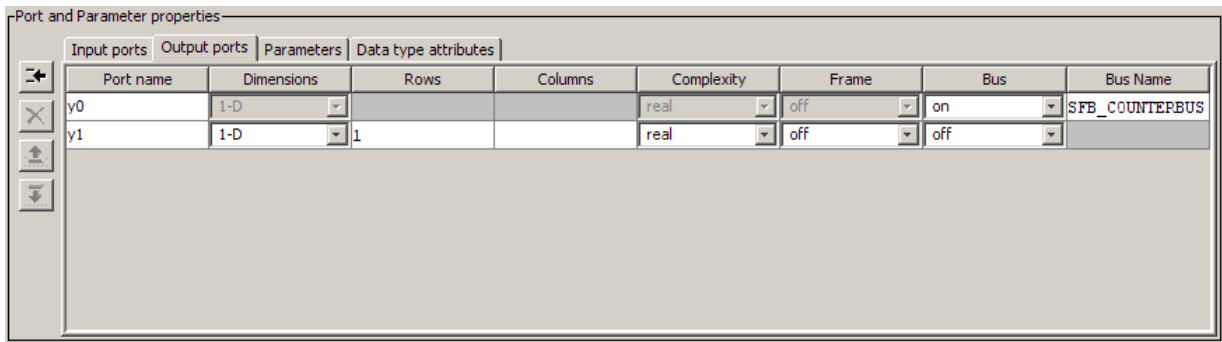 Port and Parameter properties
Input ports Output ports Parameters Data type attributes
Port name Dimensions Rows Columns Complexity Frame Bus Bus Name
y0 1-D real off on SFB_COUNTERBUS
y1 1-D 1 real off off